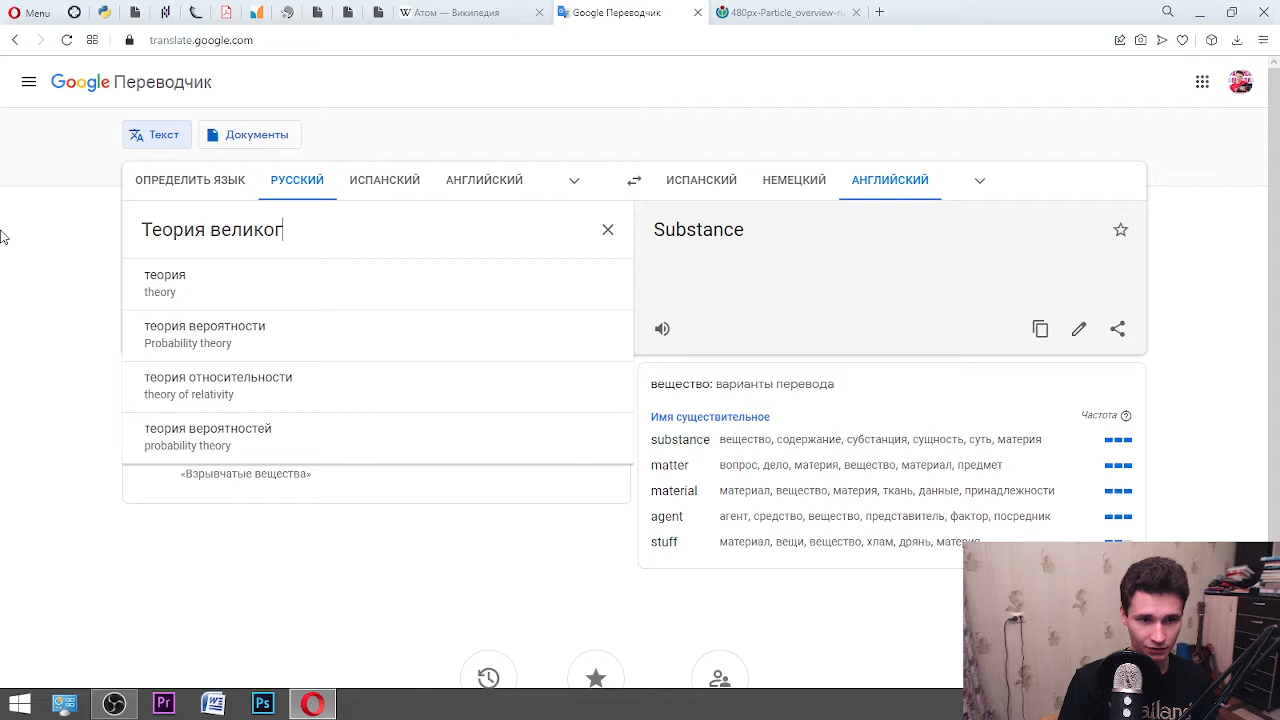 Menu
Атом — Википедия
Google Переводчик
480px-Particle_overview-n
translate.google.com
Google Переводчик
Текст
Документы
ОПРЕДЕЛИТЬ ЯЗЫК
РУССКИЙ
ИСПАНСКИЙ
АНГЛИЙСКИЙ
ИСПАНСКИЙ
НЕМЕЦКИЙ
АНГЛИЙСКИЙ
Теория великог
Substance
теория
theory
теория вероятности
Probability theory
теория относительности
theory of relativity
теория вероятностей
probability theory
«Взрывчатые вещества»
вещество: варианты перевода
Имя существительное
Частота
substance вещество, содержание, субстанция, сущность, суть, материя
matter вопрос, дело, материя, вещество, материал, предмет
material материал, вещество, материя, ткань, данные, принадлежности
agent агент, средство, вещество, представитель, фактор, посредник
stuff материал, вещи, вещество, хлам, дрянь, материя
Pr
W
Ps